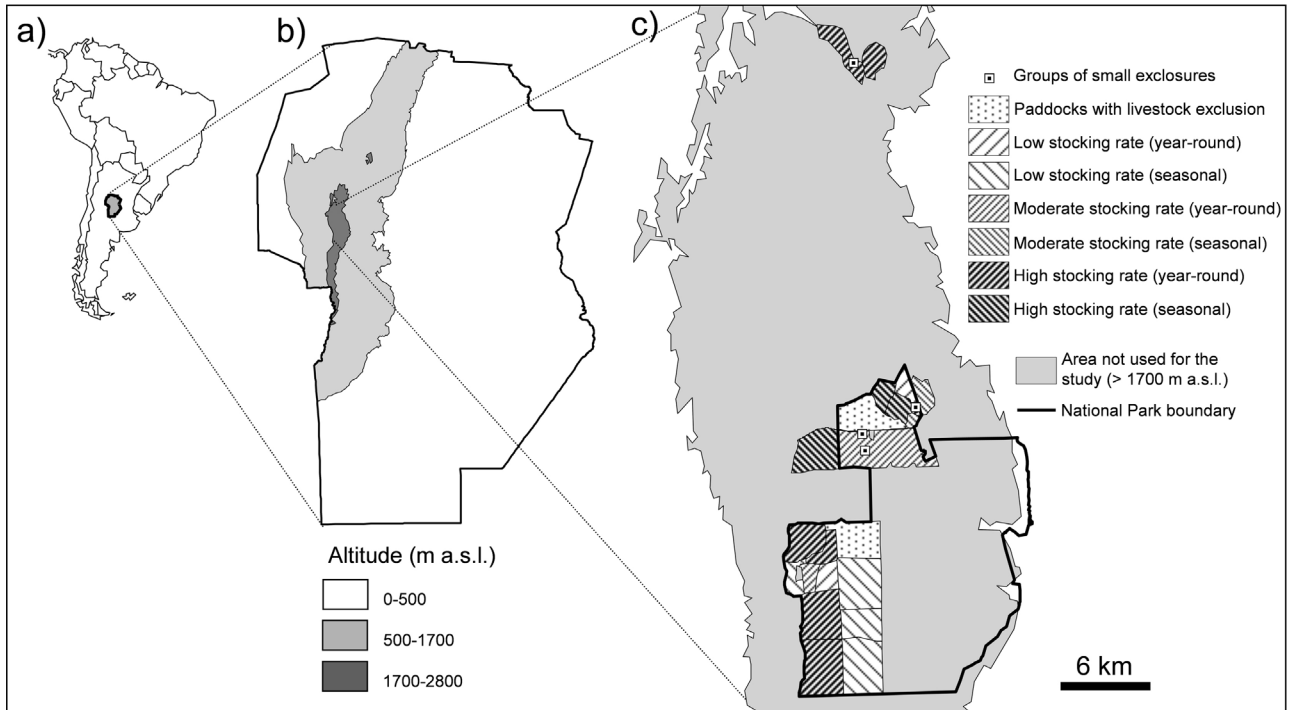 a)
b)
c)
Groups of small exclosures
Paddocks with livestock exclusion
Low stocking rate (year-round)
Low stocking rate (seasonal)
Moderate stocking rate (year-round)
Moderate stocking rate (seasonal)
High stocking rate (year-round)
High stocking rate (seasonal)
Area not used for the
study (> 1700 m a.s.l.)
National Park boundary
Altitude (m a.s.l.)
0-500
500-1700
1700-2800
6 km